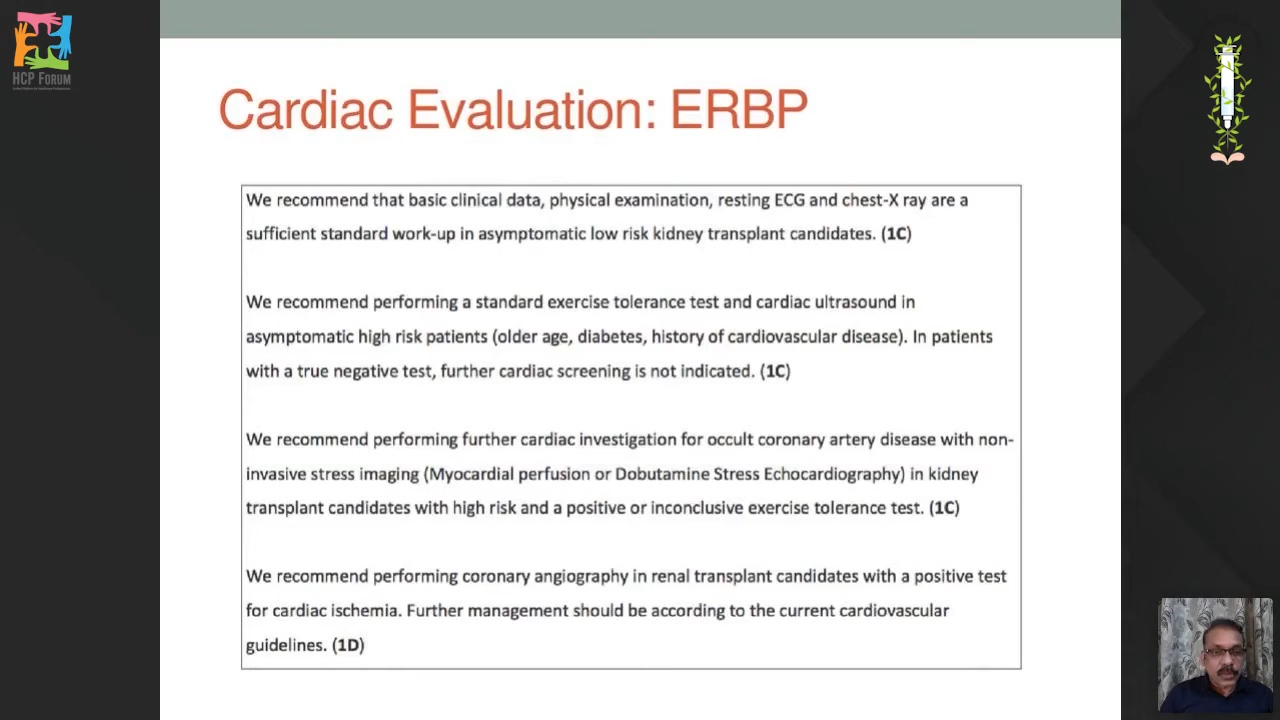 HCP FORUM
Cardiac Evaluation: ERBP
We recommend that basic clinical data, physical examination, resting ECG and chest-X ray are a
sufficient standard work-up in asymptomatic low risk kidney transplant candidates. (1C)
We recommend performing a standard exercise tolerance test and cardiac ultrasound in
asymptomatic high risk patients (older age, diabetes, history of cardiovascular disease). In patients
with a true negative test, further cardiac screening is not indicated. (1C)
We recommend performing further cardiac investigation for occult coronary artery disease with non-
invasive stress imaging (Myocardial perfusion or Dobutamine Stress Echocardiography) in kidney
transplant candidates with high risk and a positive or inconclusive exercise tolerance test. (1C)
We recommend performing coronary angiography in renal transplant candidates with a positive test
for cardiac ischemia. Further management should be according to the current cardiovascular
guidelines. (1D)